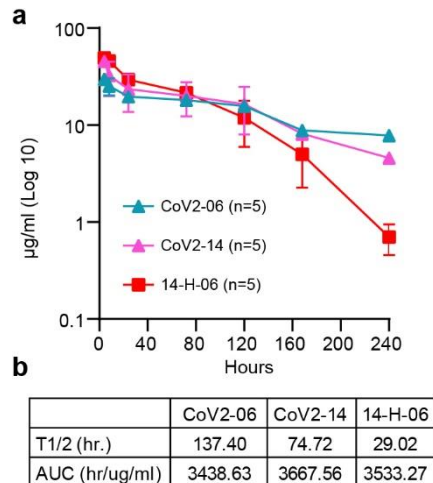 a
100
10
1
0.1
µg/ml (Log 10)
CoV2-06 (n=5)
CoV2-14 (n=5)
14-H-06 (n=5)
0 40 80 120 160 200 240
Hours
b
CoV2-06 CoV2-14 14-H-06
T1/2 (hr.) 137.40 74.72 29.02
AUC (hr/ug/ml) 3438.63 3667.56 3533.27